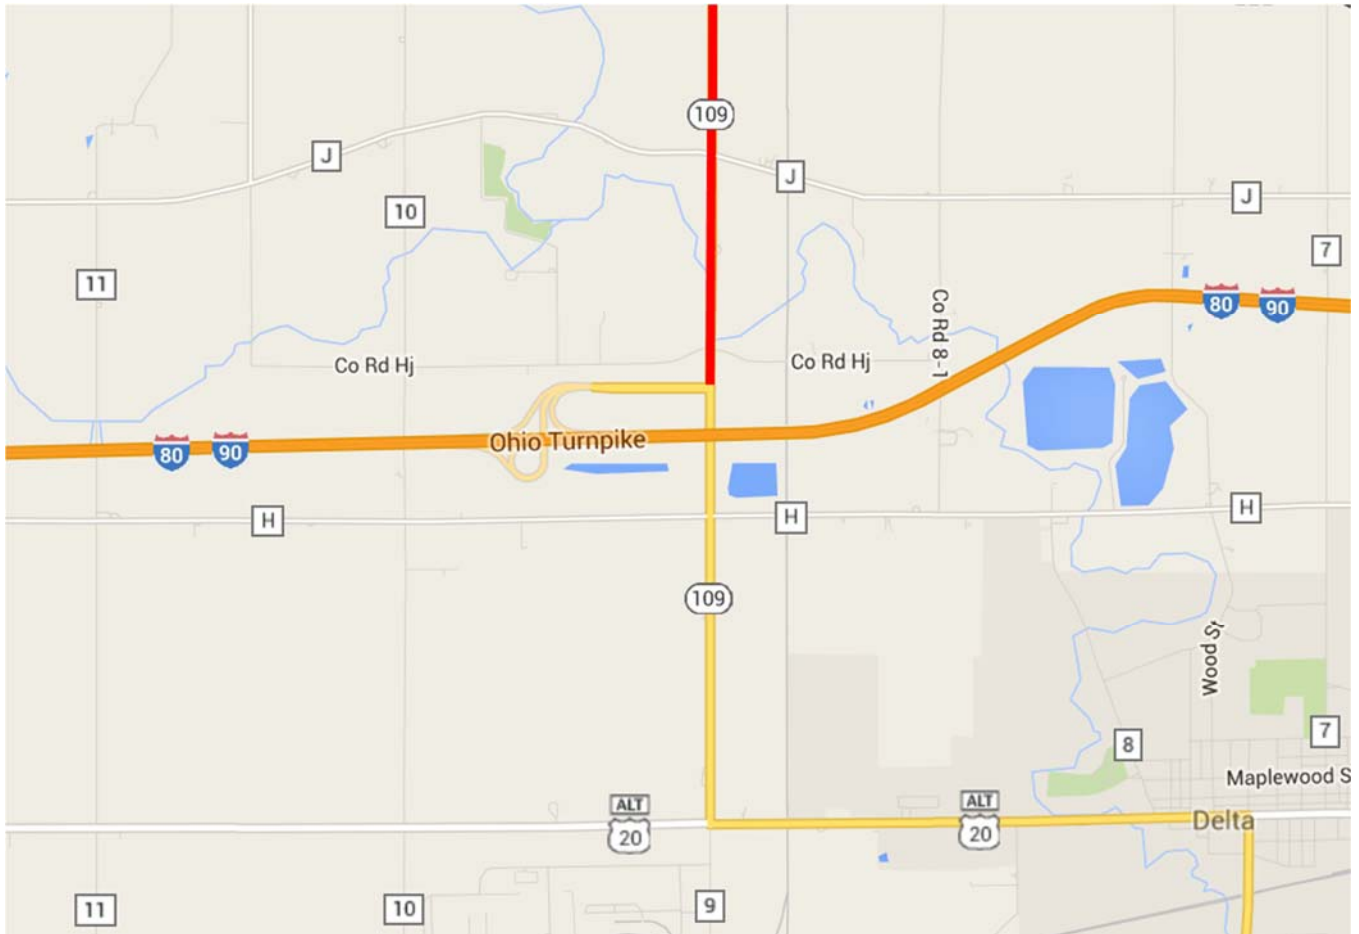 109
J
J
J
10
7
11
80
90
Co Rd 8-1
Co Rd Hj
Co Rd Hj
Ohio Turnpike
80
90
H
H
H
109
Wood St
8
7
Maplewood S
ALT
20
ALT
20
Delta
11
10
9